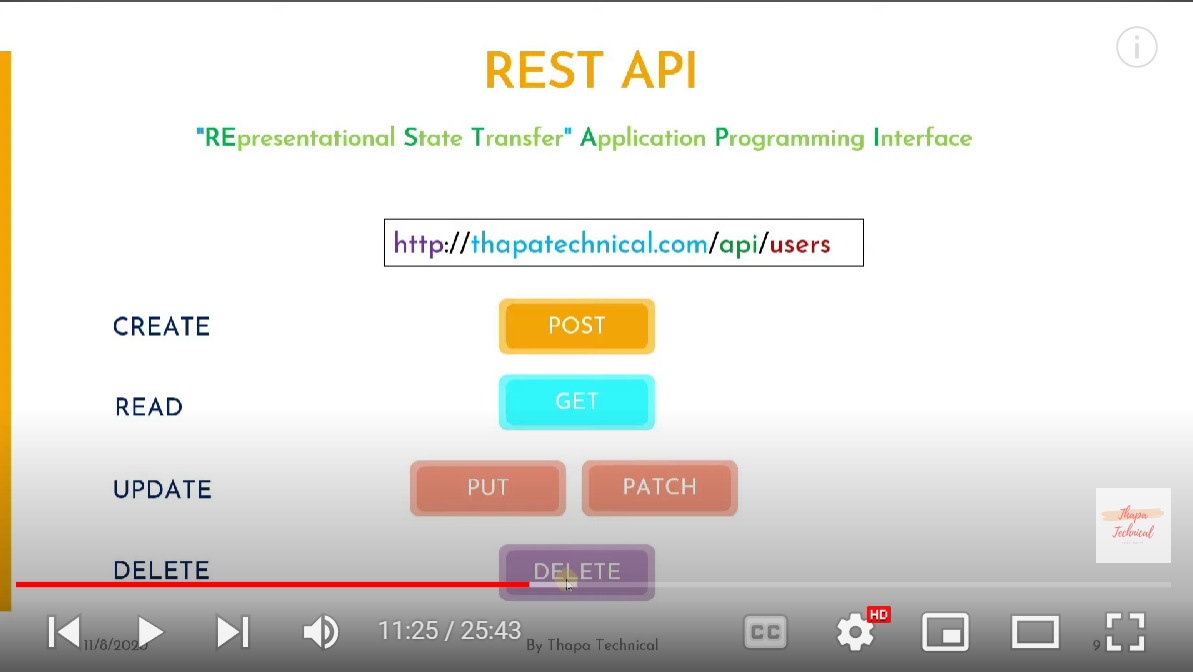 REST API
"REpresentational State Transfer" Application Programming Interface
http://thapatechnical.com/api/users
CREATE
POST
READ
GET
UPDATE
PUT
PATCH
DELETE
DELETE
Thapa
Technical
HD
11:25 / 25:43
CC
11/8/2020
By Thapa Technical
9